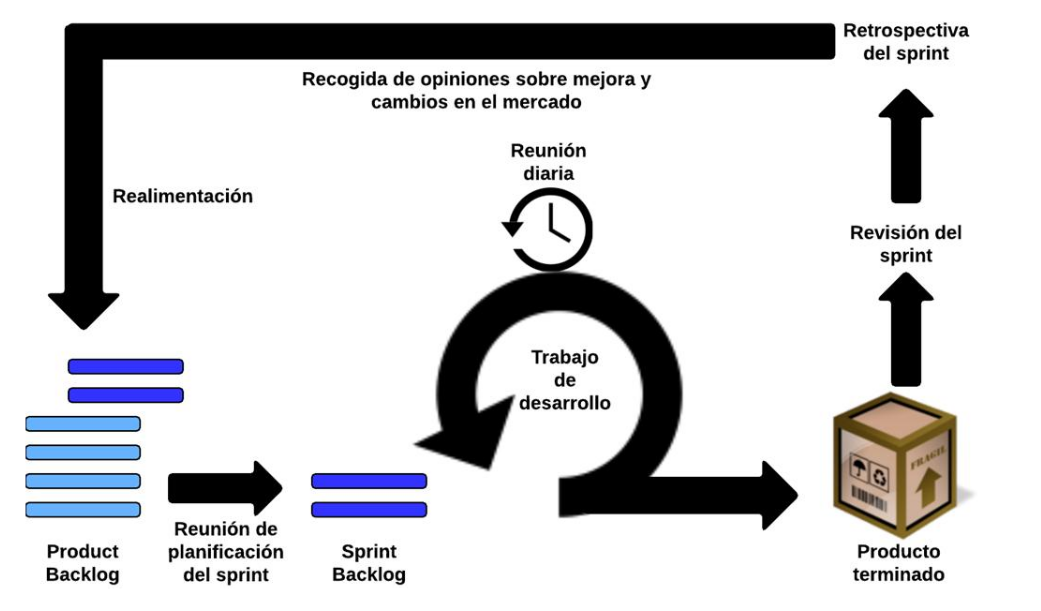 Retrospectiva
del sprint
Recogida de opiniones sobre mejora y
cambios en el mercado
Reunión
diaria
Realimentación
Revisión del
sprint
Trabajo
de
desarrollo
FRAGIL
Reunión de
planificación
del sprint
Product
Backlog
Sprint
Backlog
Producto
terminado